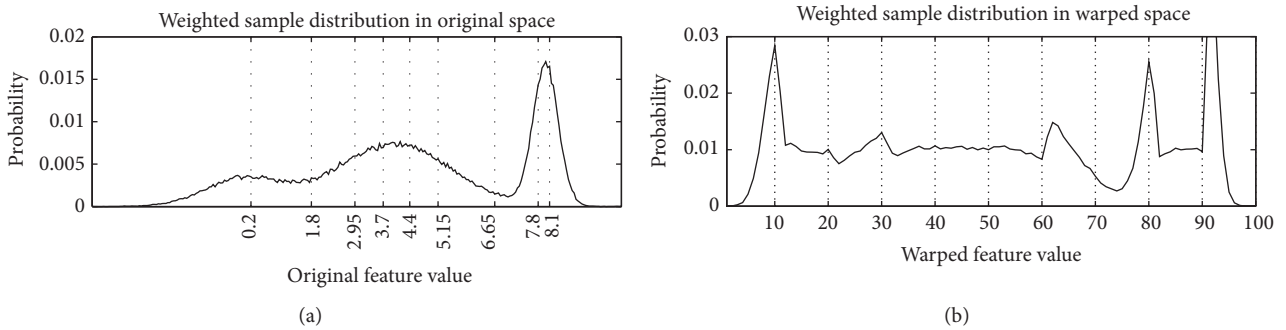 Weighted sample distribution in original space
0.02
0.015
0.01
0.005
0
Probability
0.2
1.8
2.95
3.7
4.4
5.15
6.65
7.8
8.1
Original feature value
(a)
Weighted sample distribution in warped space
0.03
0.02
0.01
0
Probability
10 20 30 40 50 60 70 80 90 100
Warped feature value
(b)